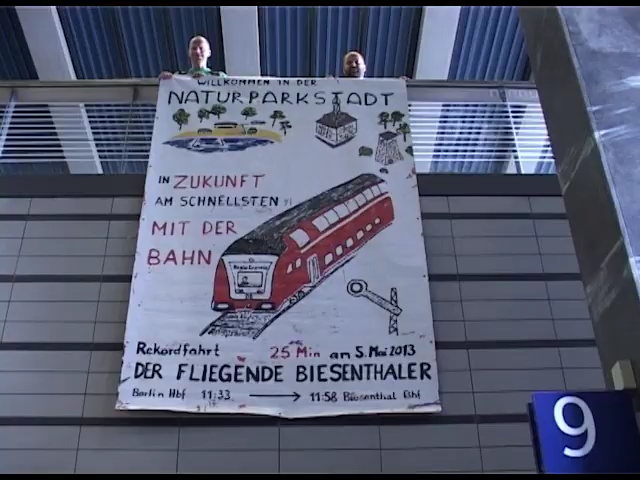 WILLKOMMEN IN DER
NATURPARKSTADT
IN ZUKUNFT
AM SCHNELLSTEN
MIT DER
BAHN
Rekordfahrt 25 Min am 5. Mai 2013
DER FLIEGENDE BIESENTHALER
Berlin Hbf 11:33 → 11:58 Biesenthal Bhf
9